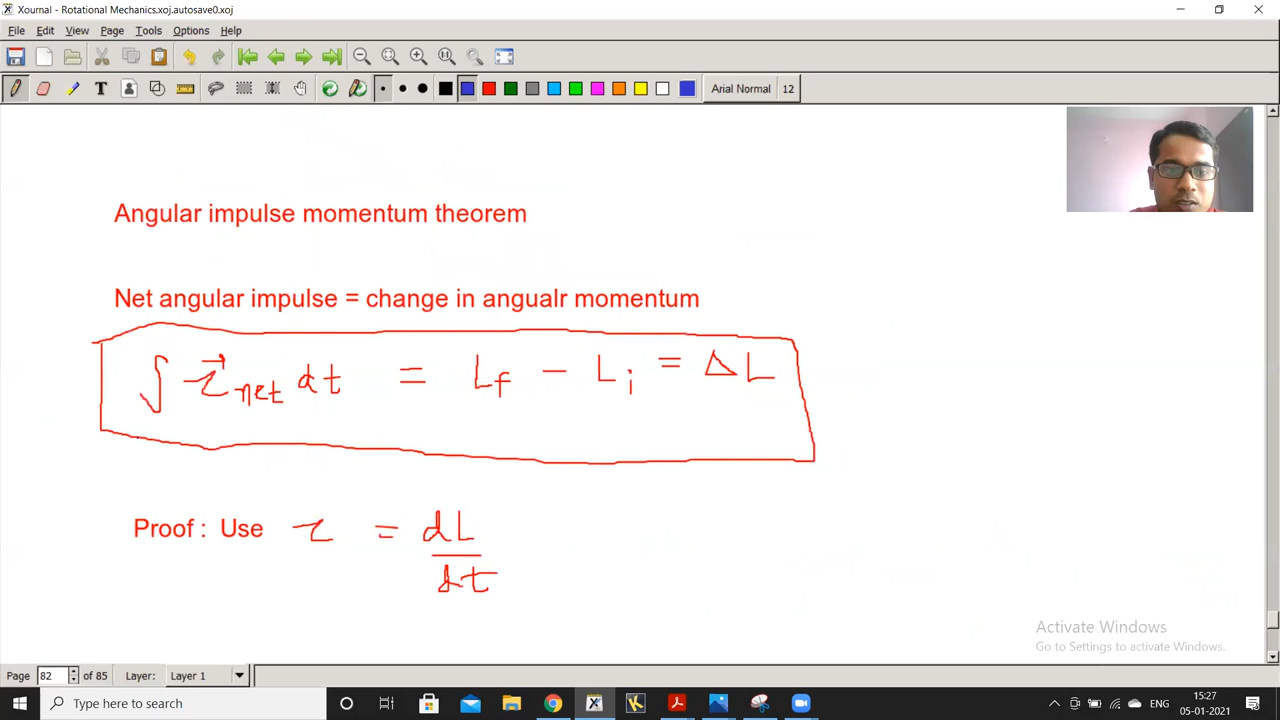 Xournal - Rotational Mechanics.xoj.autosave0.xoj
File Edit View Page Tools Options Help
Arial Normal 12
Angular impulse momentum theorem
Net angular impulse = change in angualr momentum
∫ τ⃗ net dt = Lf - Li = ΔL
Proof : Use τ = dL
dt
Activate Windows
Go to Settings to activate Windows.
Page 82 of 85 Layer: Layer 1
Type here to search
ENG
15:27
05-01-2021